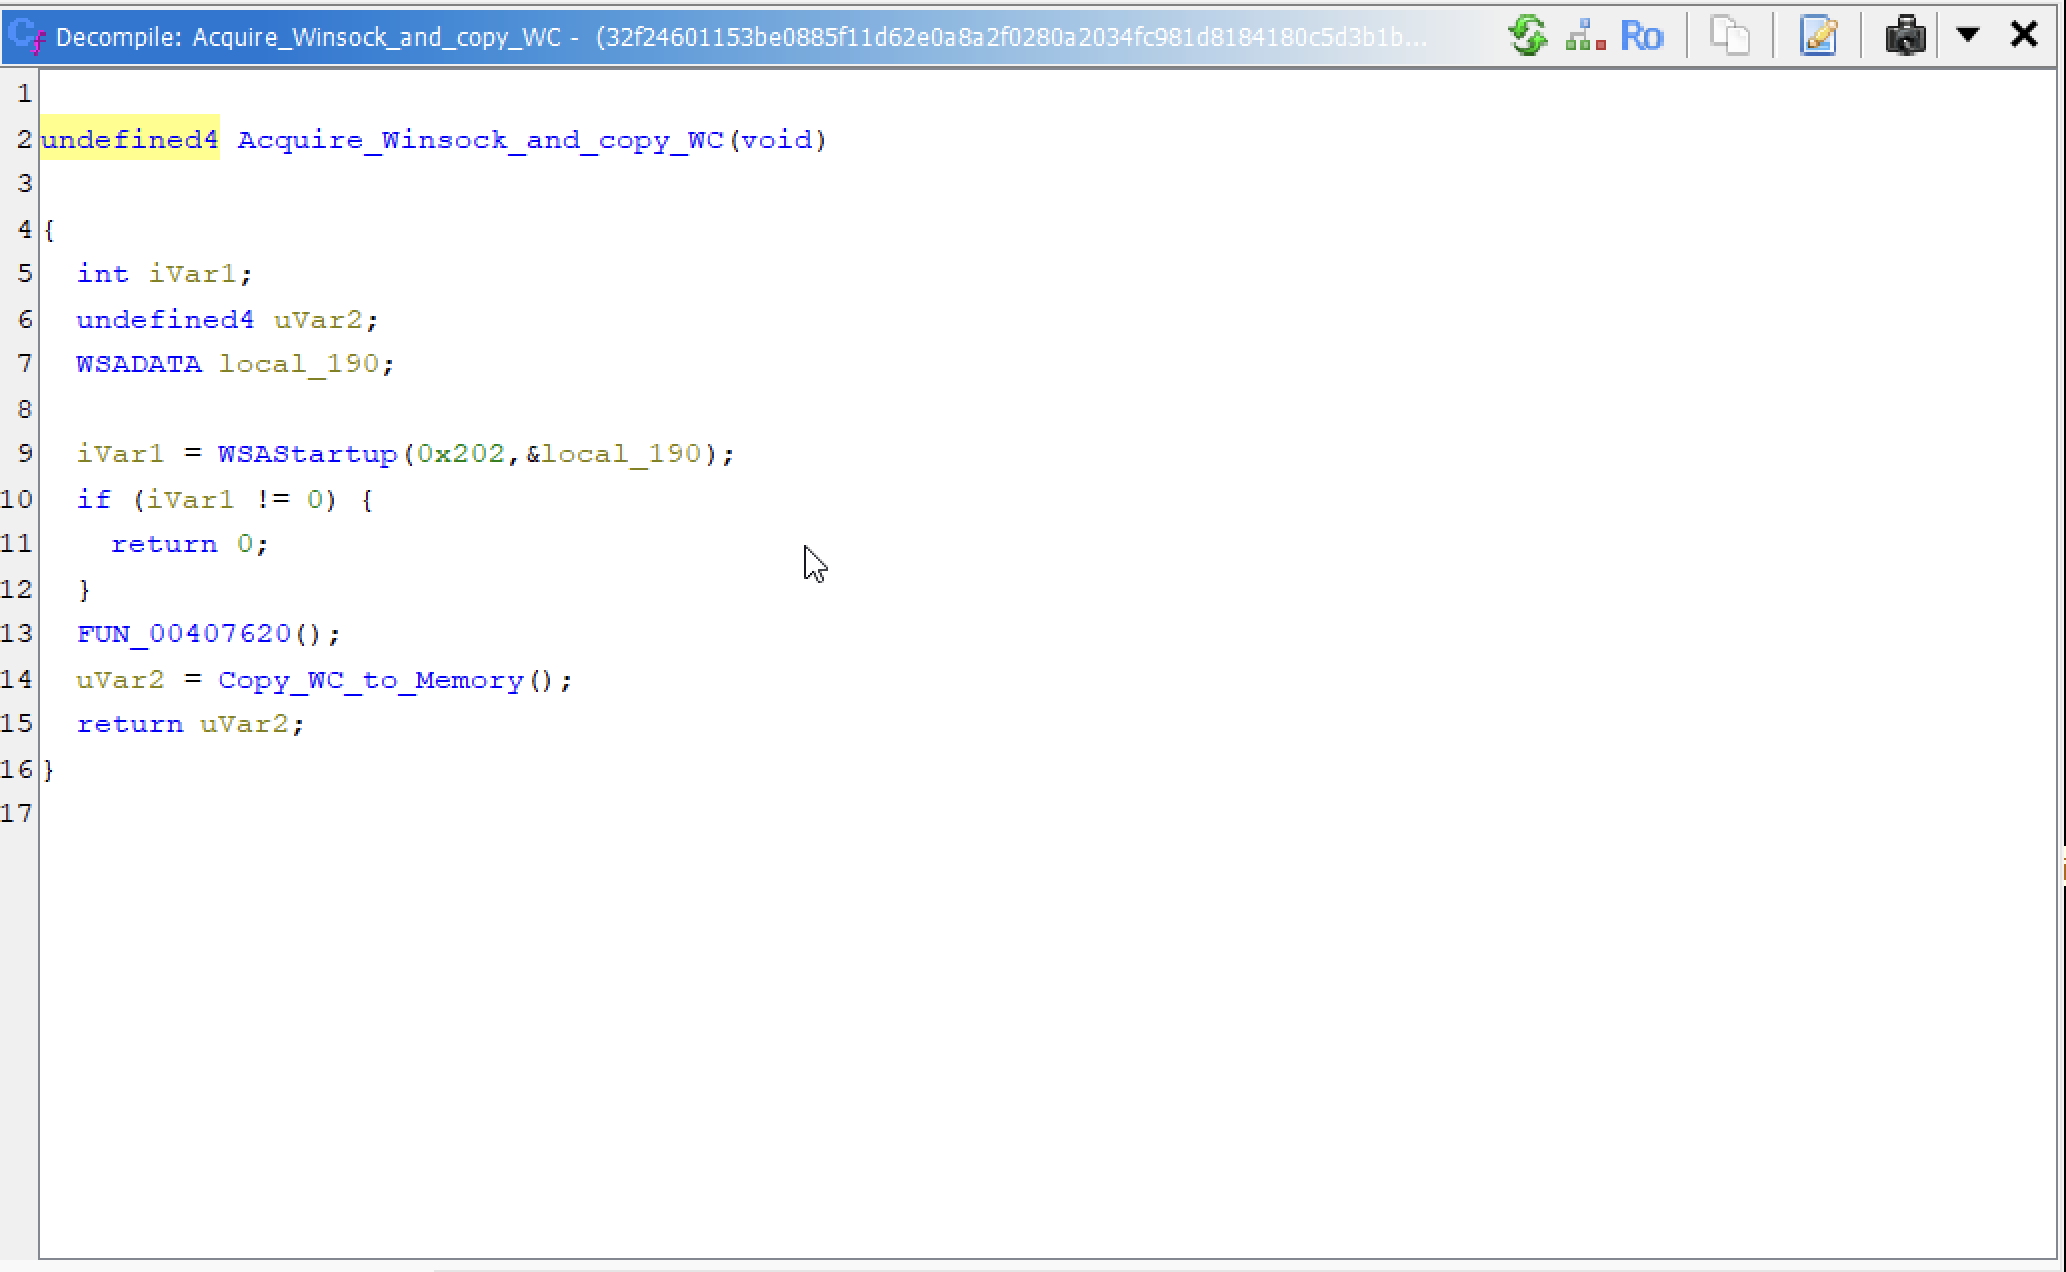 Decompile: Acquire_Winsock_and_copy_WC - (32f24601153be0885f11d62e0a8a2f0280a2034fc981d8184180c5d3b1b...
Ro
1
2 undefined4 Acquire_Winsock_and_copy_WC(void)
3
4 {
5 int iVar1;
6 undefined4 uVar2;
7 WSADATA local_190;
8
9 iVar1 = WSAStartup(0x202,&local_190);
10 if (iVar1 != 0) {
11 return 0;
12 }
13 FUN_00407620();
14 uVar2 = Copy_WC_to_Memory();
15 return uVar2;
16 }
17